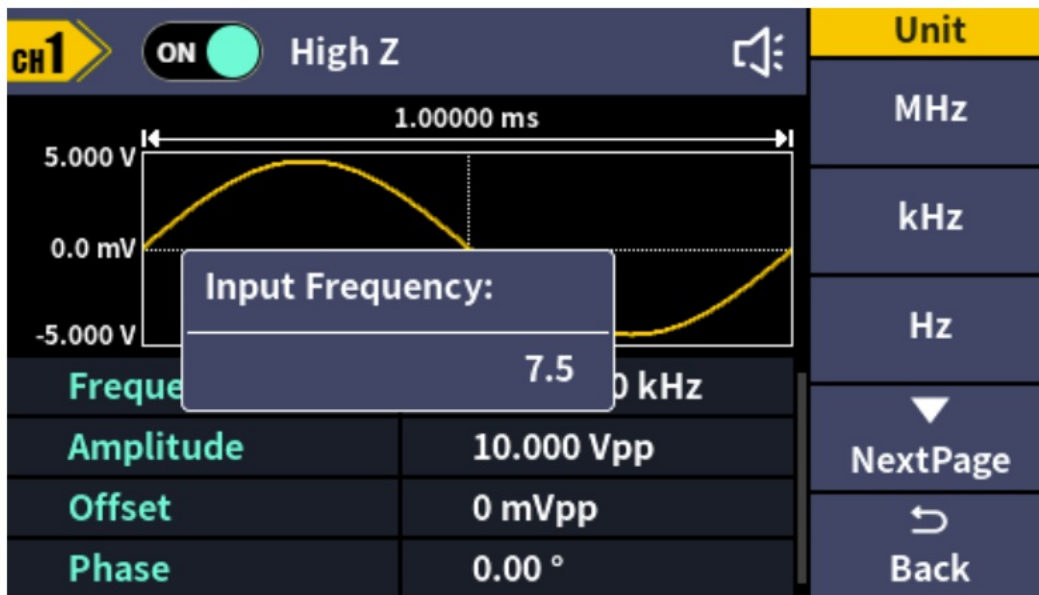 CH1 ON High Z
Unit
1.00000 ms
MHz
5.000 V
0.0 mV
kHz
Input Frequency:
-5.000 V
Hz
7.5
Freque 0 kHz
Amplitude 10.000 Vpp
NextPage
Offset 0 mVpp
Phase 0.00 °
Back